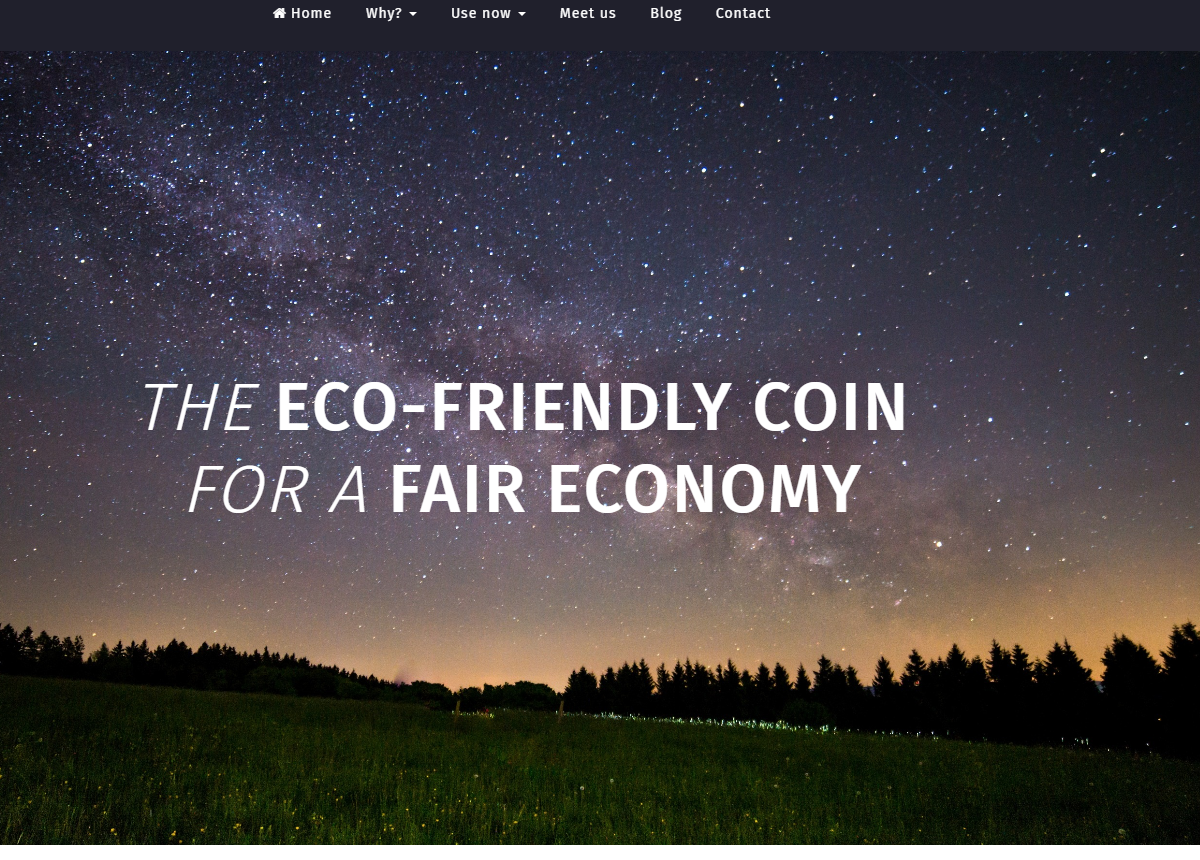 Home Why? Use now Meet us Blog Contact
THE ECO-FRIENDLY COIN
FOR A FAIR ECONOMY